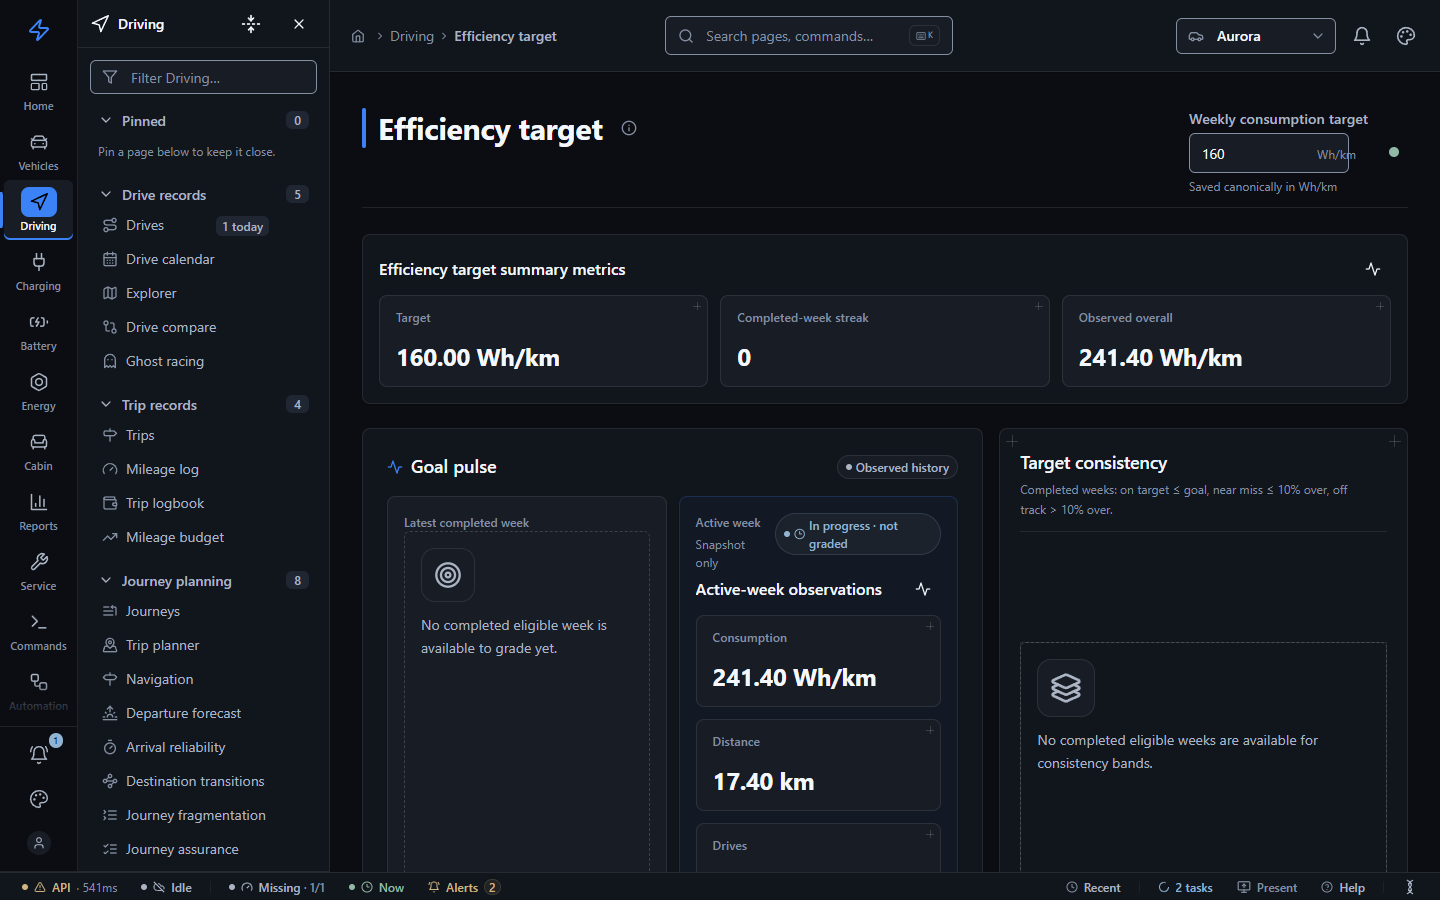 Driving
Driving
Efficiency target
Search pages, commands...
K
Aurora
Home
Vehicles
Driving
Charging
Battery
Energy
Cabin
Reports
Service
Commands
Automation
1
Filter Driving...
Pinned
0
Pin a page below to keep it close.
Drive records
5
Drives
1 today
Drive calendar
Explorer
Drive compare
Ghost racing
Trip records
4
Trips
Mileage log
Trip logbook
Mileage budget
Journey planning
8
Journeys
Trip planner
Navigation
Departure forecast
Arrival reliability
Destination transitions
Journey fragmentation
Journey assurance
Efficiency target
Weekly consumption target
160
Wh/km
Saved canonically in Wh/km
Efficiency target summary metrics
Target
160.00 Wh/km
Completed-week streak
0
Observed overall
241.40 Wh/km
Goal pulse
Observed history
Latest completed week
No completed eligible week is
available to grade yet.
Active week
Snapshot
only
In progress · not
graded
Active-week observations
Consumption
241.40 Wh/km
Distance
17.40 km
Drives
Target consistency
Completed weeks: on target ≤ goal, near miss ≤ 10% over, off
track > 10% over.
No completed eligible weeks are available for
consistency bands.
API · 541ms
Idle
Missing · 1/1
Now
Alerts 2
Recent
2 tasks
Present
Help